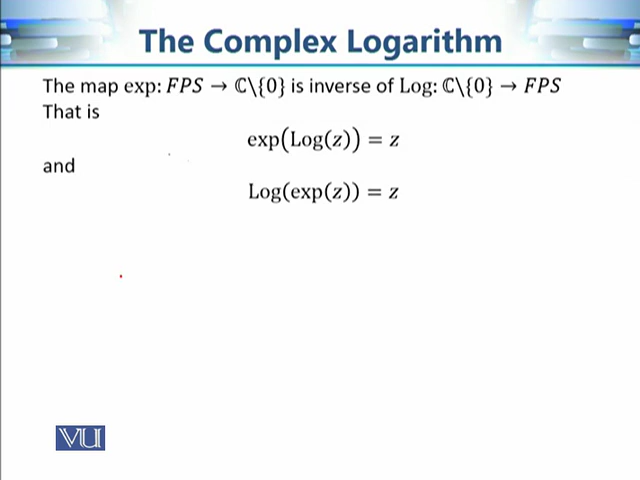 The Complex Logarithm
The map exp: FPS → ℂ\{0} is inverse of Log: ℂ\{0} → FPS
That is
exp(Log(z)) = z
and
Log(exp(z)) = z
VU